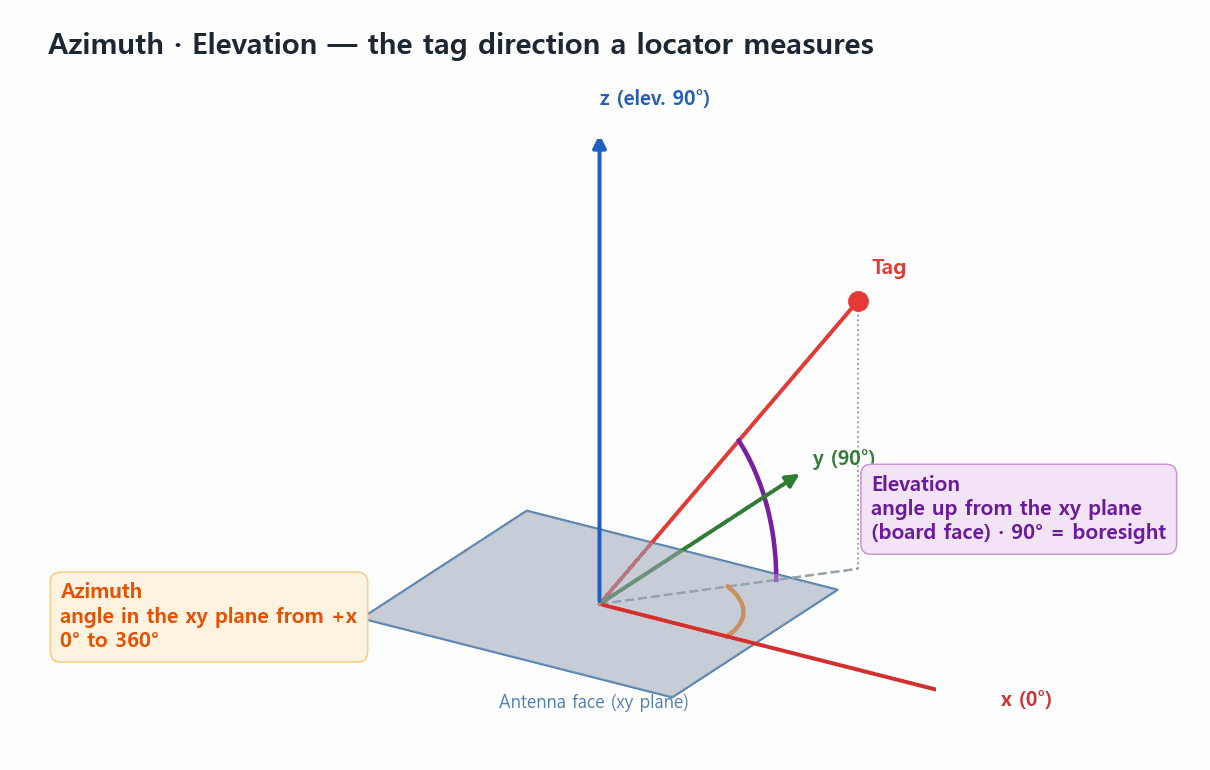 Azimuth · Elevation — the tag direction a locator measures
z (elev. 90°)
Tag
y (90°)
Elevation
angle up from the xy plane
(board face) · 90° = boresight
Azimuth
angle in the xy plane from +x
0° to 360°
Antenna face (xy plane)
x (0°)